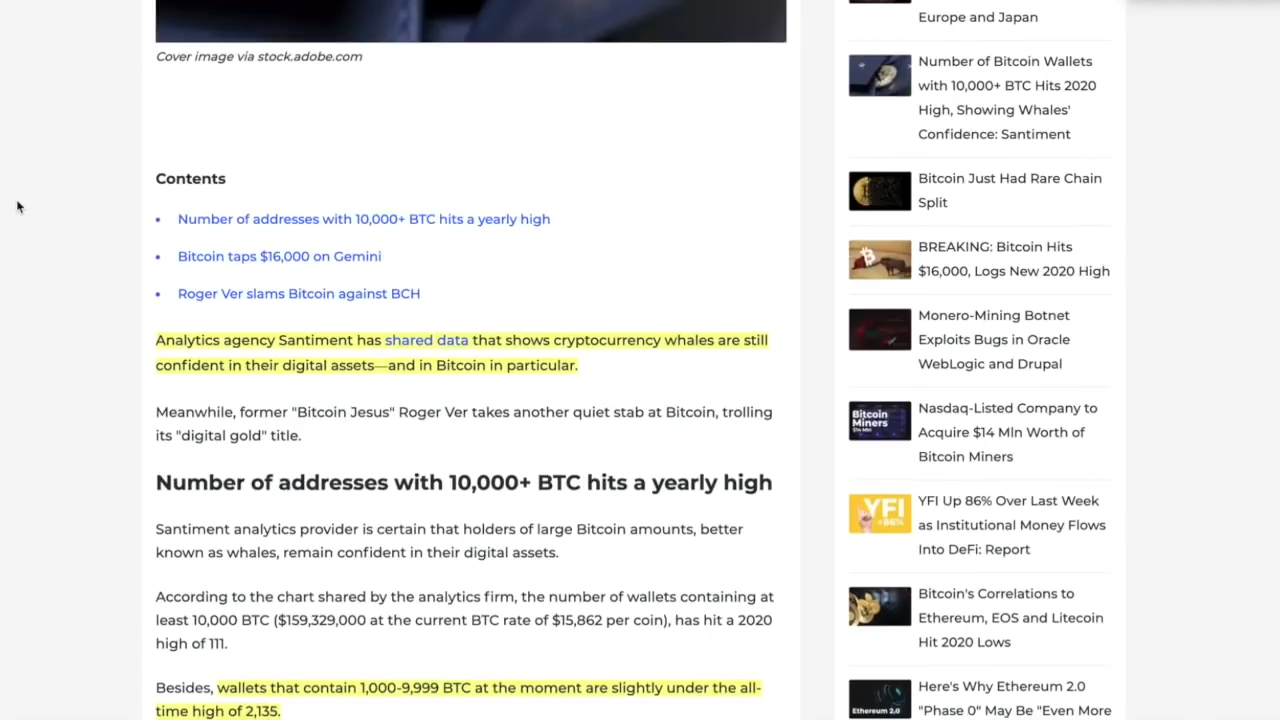 Cover image via stock.adobe.com
Contents
• Number of addresses with 10,000+ BTC hits a yearly high
• Bitcoin taps $16,000 on Gemini
• Roger Ver slams Bitcoin against BCH
Analytics agency Santiment has shared data that shows cryptocurrency whales are still
confident in their digital assets—and in Bitcoin in particular.
Meanwhile, former "Bitcoin Jesus" Roger Ver takes another quiet stab at Bitcoin, trolling
its "digital gold" title.
Number of addresses with 10,000+ BTC hits a yearly high
Santiment analytics provider is certain that holders of large Bitcoin amounts, better
known as whales, remain confident in their digital assets.
According to the chart shared by the analytics firm, the number of wallets containing at
least 10,000 BTC ($159,329,000 at the current BTC rate of $15,862 per coin), has hit a 2020
high of 111.
Besides, wallets that contain 1,000-9,999 BTC at the moment are slightly under the all-
time high of 2,135.
Europe and Japan
Number of Bitcoin Wallets
with 10,000+ BTC Hits 2020
High, Showing Whales'
Confidence: Santiment
Bitcoin Just Had Rare Chain
Split
BREAKING: Bitcoin Hits
$16,000, Logs New 2020 High
Monero-Mining Botnet
Exploits Bugs in Oracle
WebLogic and Drupal
Bitcoin
Miners
$14 Mln
Nasdaq-Listed Company to
Acquire $14 Mln Worth of
Bitcoin Miners
YFI
+86%
YFI Up 86% Over Last Week
as Institutional Money Flows
Into DeFi: Report
Bitcoin's Correlations to
Ethereum, EOS and Litecoin
Hit 2020 Lows
Ethereum 2.0
Here's Why Ethereum 2.0
"Phase 0" May Be "Even More